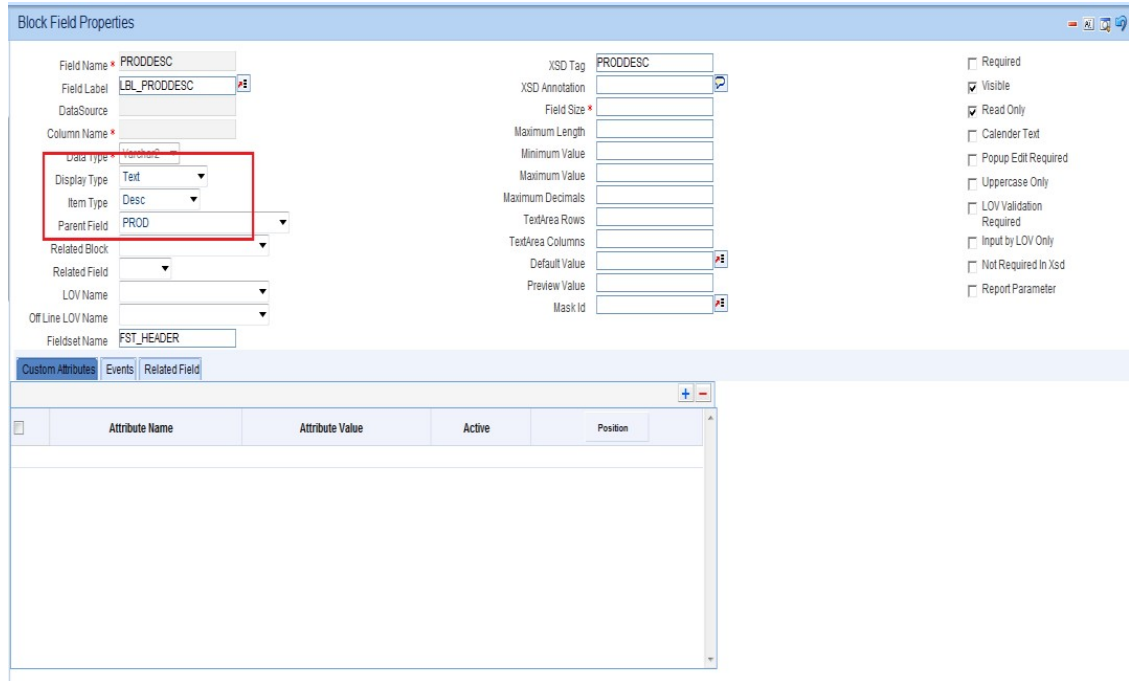 Block Field Properties
Field Name * PRODDESC
Field Label LBL_PRODDESC
DataSource
Column Name *
Data Type * Varchar2
Display Type Text
Item Type Desc
Parent Field PROD
Related Block
Related Field
LOV Name
Off Line LOV Name
Fieldset Name FST_HEADER
XSD Tag PRODDESC
XSD Annotation
Field Size *
Maximum Length
Minimum Value
Maximum Value
Maximum Decimals
TextArea Rows
TextArea Columns
Default Value
Preview Value
Mask Id
Required
Visible
Read Only
Calender Text
Popup Edit Required
Uppercase Only
LOV Validation
Required
Input by LOV Only
Not Required In Xsd
Report Parameter
Custom Attributes Events Related Field
Attribute Name Attribute Value Active Position